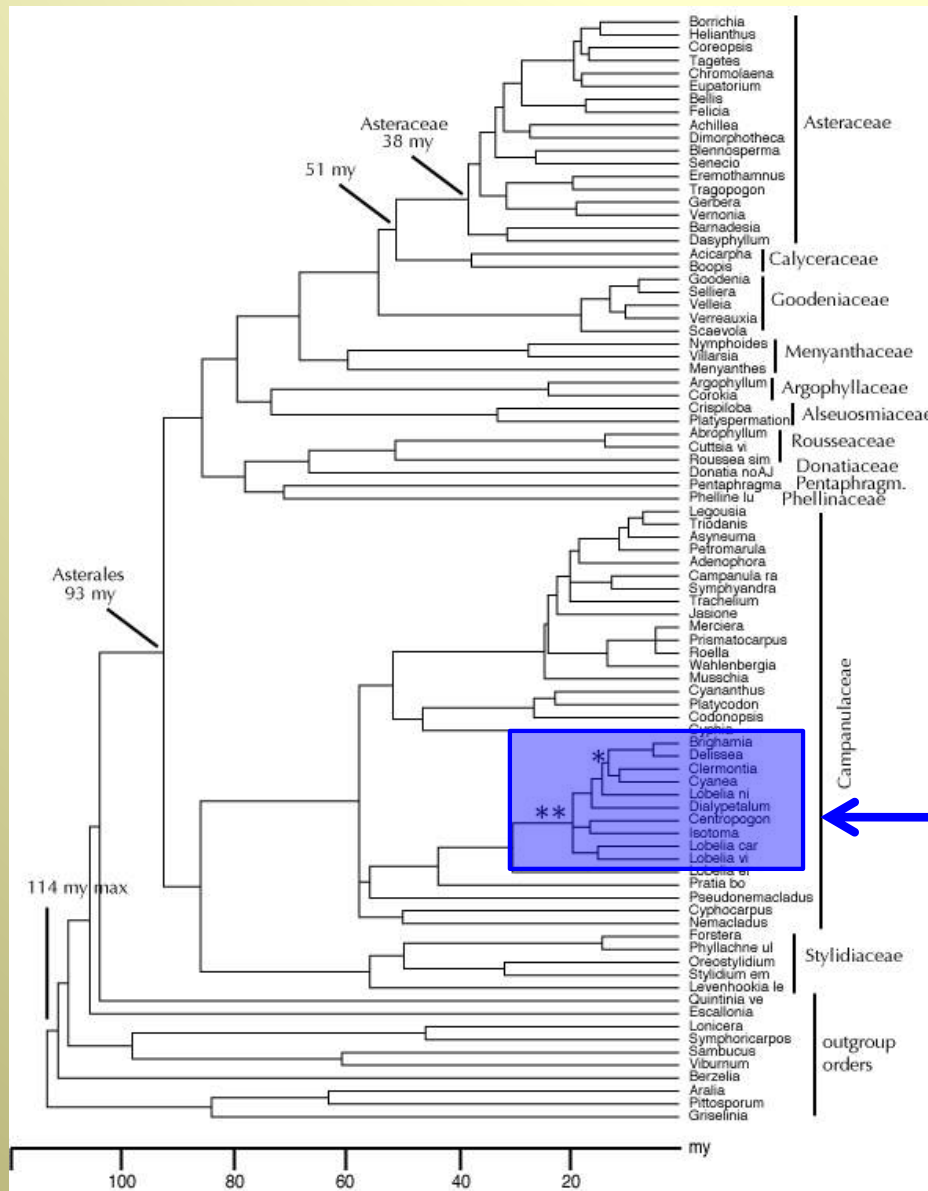 Borrichia
Helianthus
Coreopsis
Tagetes
Chromolaena
Eupatorium
Bellis
Felicia
Achillea
Dimorphotheca
Blennosperma
Senecio
Eremothamnus
Tragopogon
Gerbera
Vernonia
Barnadesia
Dasyphyllum
Asteraceae
Asteraceae
38 my
51 my
Acicarpha
Boopis
Calyceraceae
Goodenia
Selliera
Velleia
Verreauxia
Scaevola
Goodeniaceae
Nymphoides
Villarsia
Menyanthes
Menyanthaceae
Argophyllum
Corokia
Argophyllaceae
Crispiloba
Platyspermation
Alseuosmiaceae
Abrophyllum
Cuttsia vi
Roussea sim
Rousseaceae
Donatia noAJ
Donatiaceae
Pentaphragma
Pentaphragm.
Phelline lu
Phellinaceae
Asterales
93 my
Legousia
Triodanis
Asyneuma
Petromarula
Adenophora
Campanula ra
Symphyandra
Trachelium
Jasione
Merciera
Prismatocarpus
Roella
Wahlenbergia
Musschia
Cyananthus
Platycodon
Codonopsis
Cyphia
Brighamia
Delissea
*
Clermontia
Cyanea
Lobelia ni
Dialypetalum
**
Centropogon
Isotoma
Lobelia car
Lobelia vi
Lobelia er
Pratia bo
Pseudonemacladus
Cyphocarpus
Nemacladus
Campanulaceae
114 my max
Forstera
Phyllachne ul
Oreostylidium
Stylidium em
Levenhookia le
Stylidiaceae
Quintinia ve
Escallonia
Lonicera
Symphoricarpos
Sambucus
Viburnum
Berzelia
Aralia
Pittosporum
Griselinia
outgroup
orders
my
100 80 60 40 20